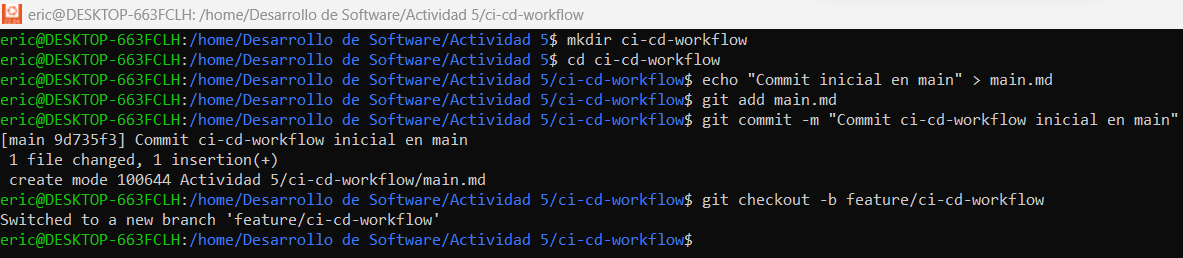 eric@DESKTOP-663FCLH: /home/Desarrollo de Software/Actividad 5/ci-cd-workflow
eric@DESKTOP-663FCLH:/home/Desarrollo de Software/Actividad 5$ mkdir ci-cd-workflow
eric@DESKTOP-663FCLH:/home/Desarrollo de Software/Actividad 5$ cd ci-cd-workflow
eric@DESKTOP-663FCLH:/home/Desarrollo de Software/Actividad 5/ci-cd-workflow$ echo "Commit inicial en main" > main.md
eric@DESKTOP-663FCLH:/home/Desarrollo de Software/Actividad 5/ci-cd-workflow$ git add main.md
eric@DESKTOP-663FCLH:/home/Desarrollo de Software/Actividad 5/ci-cd-workflow$ git commit -m "Commit ci-cd-workflow inicial en main"
[main 9d735f3] Commit ci-cd-workflow inicial en main
 1 file changed, 1 insertion(+)
 create mode 100644 Actividad 5/ci-cd-workflow/main.md
eric@DESKTOP-663FCLH:/home/Desarrollo de Software/Actividad 5/ci-cd-workflow$ git checkout -b feature/ci-cd-workflow
Switched to a new branch 'feature/ci-cd-workflow'
eric@DESKTOP-663FCLH:/home/Desarrollo de Software/Actividad 5/ci-cd-workflow$